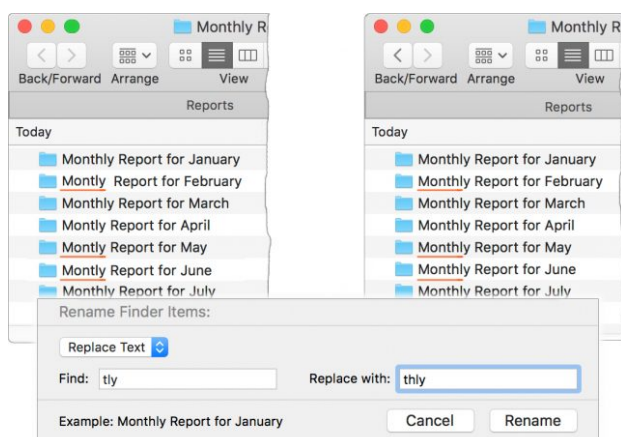 Monthly R
Back/Forward Arrange View
Reports
Today
Monthly Report for January
Montly Report for February
Monthly Report for March
Montly Report for April
Montly Report for May
Montly Report for June
Monthly Report for July
Monthly R
Back/Forward Arrange View
Reports
Today
Monthly Report for January
Monthly Report for February
Monthly Report for March
Monthly Report for April
Monthly Report for May
Monthly Report for June
Monthly Report for July
Rename Finder Items:
Replace Text
Find: tly Replace with: thly
Example: Monthly Report for January Cancel Rename